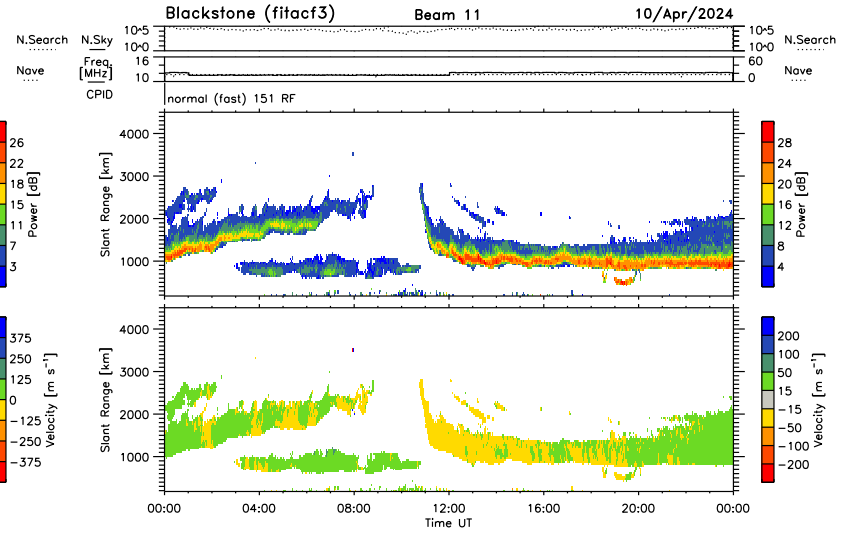 Blackstone (fitacf3) Beam 11 10/Apr/2024
N.Search N.Sky 10^5 10^5 N.Search
10^0 10^0
Nave Freq. 16 60 Nave
[MHz] 10 0
CPID normal (fast) 151 RF
Slant Range [km] 4000 3000 2000 1000
Power [dB] 26 22 18 15 11 7 3
Power [dB] 28 24 20 16 12 8 4
Slant Range [km] 4000 3000 2000 1000
Velocity [m s⁻¹] 375 250 125 0 −125 −250 −375
Velocity [m s⁻¹] 200 100 50 15 −15 −50 −100 −200
00:00 04:00 08:00 12:00 16:00 20:00 00:00
Time UT